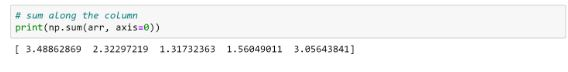 # sum along the column
print(np.sum(arr, axis=0))
[ 3.48862869  2.32297219  1.31732363  1.56049011  3.05643841]